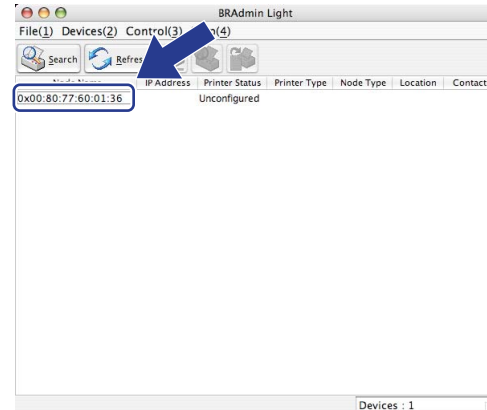 BRAdmin Light
File(1) Devices(2) Control(3) (4)
Search
IP Address Printer Status Printer Type Node Type Location Contact
0x00:80:77:60:01:36 Unconfigured
Devices : 1